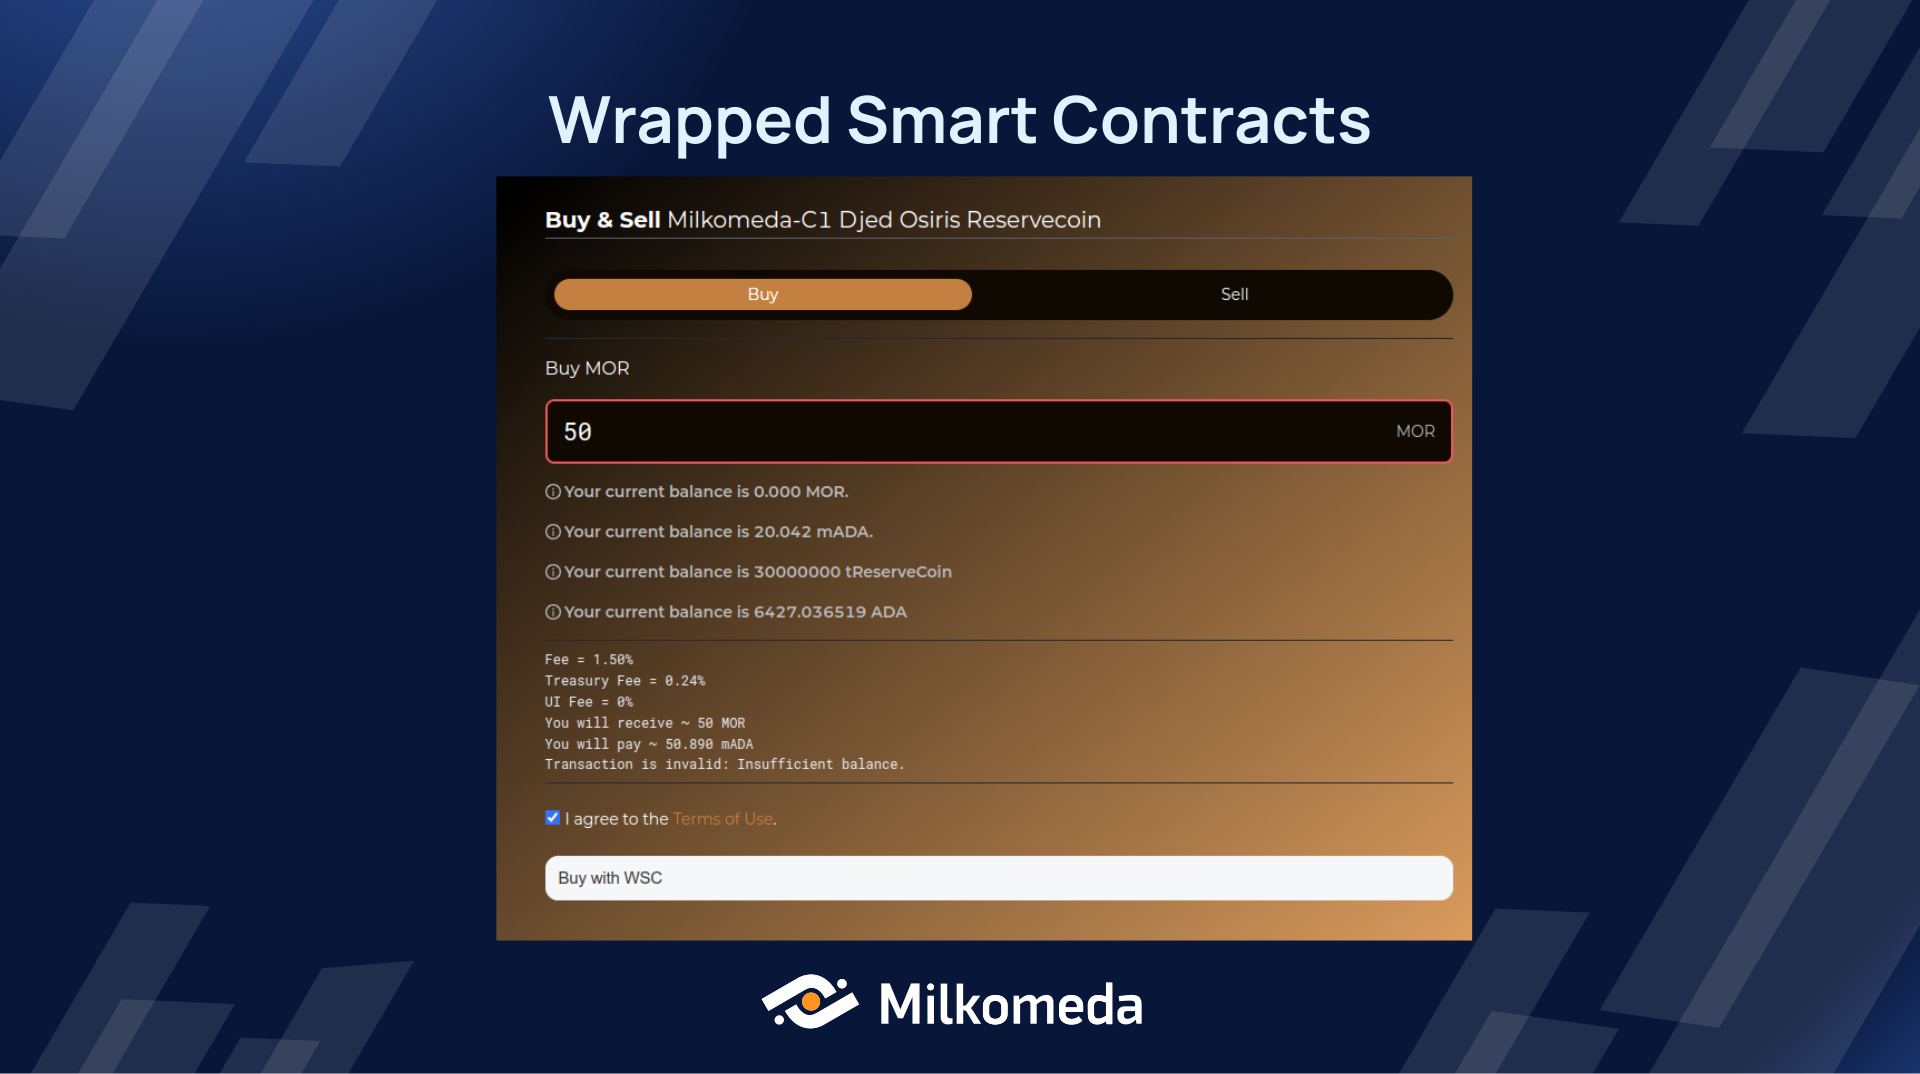 Wrapped Smart Contracts
Buy & Sell Milkomeda-C1 Djed Osiris Reservecoin
Buy
Sell
Buy MOR
50
MOR
Your current balance is 0.000 MOR.
Your current balance is 20.042 mADA.
Your current balance is 30000000 tReserveCoin
Your current balance is 6427.036519 ADA
Fee = 1.50%
Treasury Fee = 0.24%
UI Fee = 0%
You will receive ~ 50 MOR
You will pay ~ 50.890 mADA
Transaction is invalid: Insufficient balance.
I agree to the Terms of Use.
Buy with WSC
Milkomeda